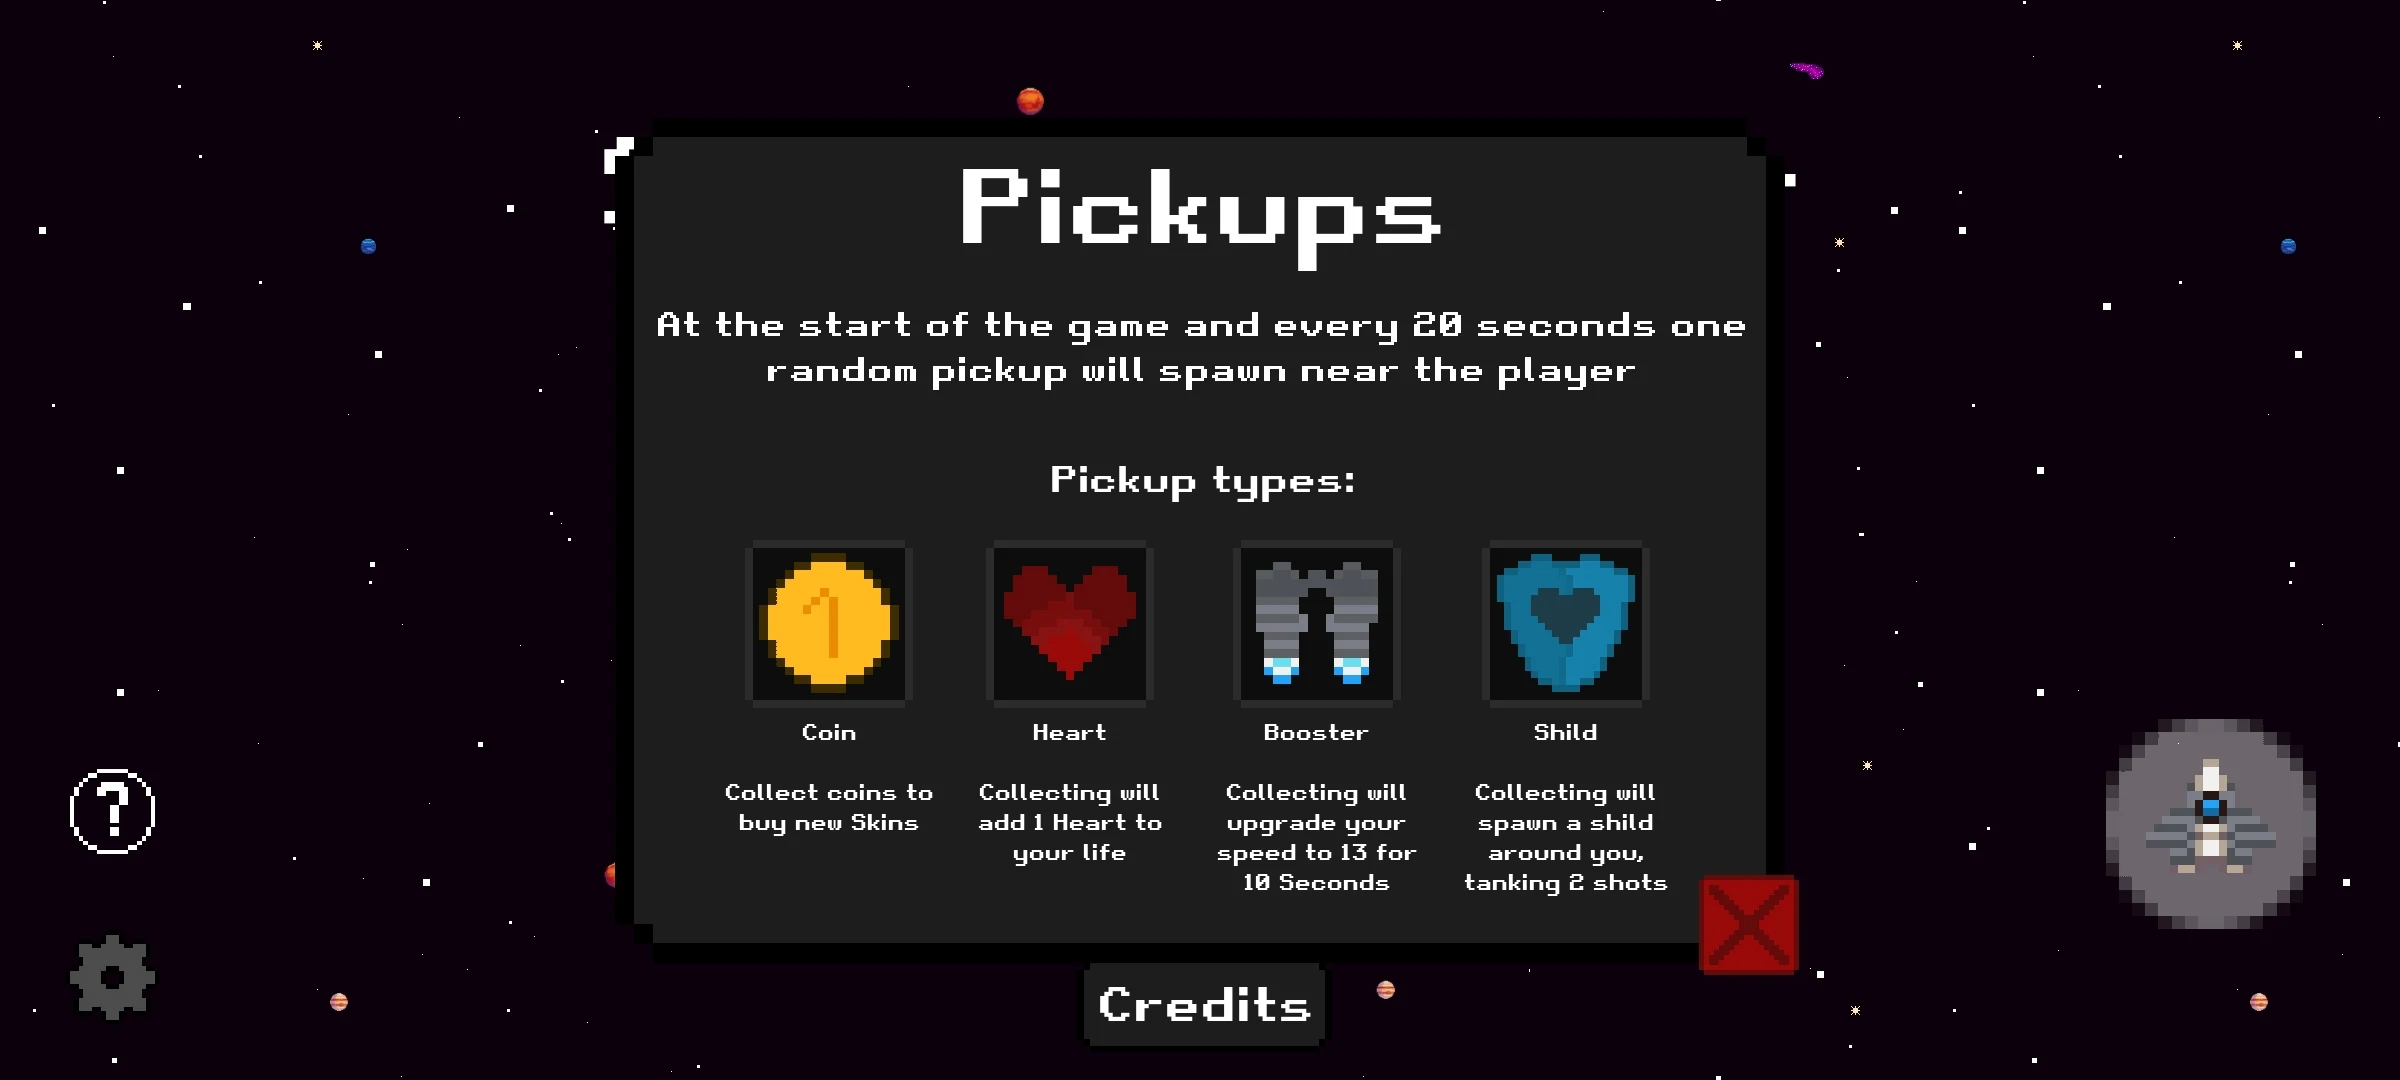 Pickups
At the start of the game and every 20 seconds one
random pickup will spawn near the player
Pickup types:
1
Coin
Collect coins to
buy new Skins
Heart
Collecting will
add 1 Heart to
your life
Booster
Collecting will
upgrade your
speed to 13 for
10 Seconds
Shild
Collecting will
spawn a shild
around you,
tanking 2 shots
?
Credits